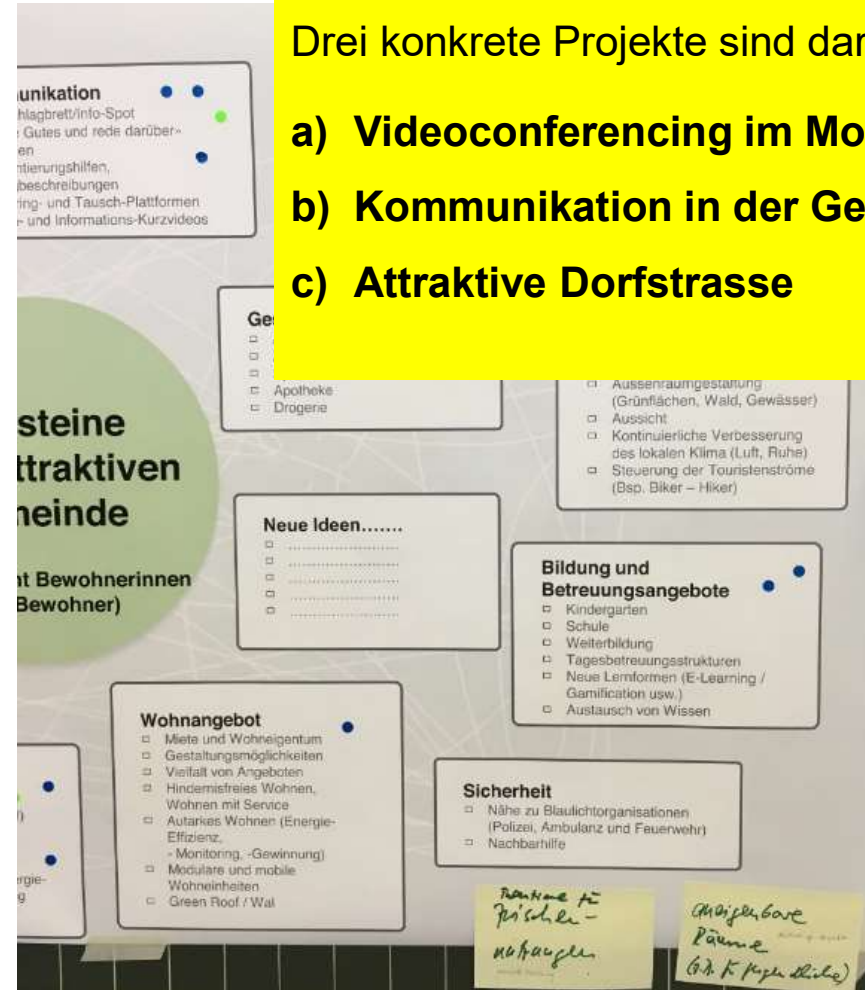 Drei konkrete Projekte sind
a) Videoconferencing im
b) Kommunikation in der
c) Attraktive Dorfstrasse
unikation
hlagbrett/Info-Spot
Gutes und rede darüber»
en
ntierungshilfen,
beschreibungen
ring- und Tausch-Plattformen
- und Informations-Kurzvideos
Ge
Apotheke
Drogerie
Aussenraumgestaltung
(Grünflächen, Wald, Gewässer)
Aussicht
Kontinuierliche Verbesserung
des lokalen Klima (Luft, Ruhe)
Steuerung der Touristenströme
(Bsp. Biker – Hiker)
steine
ttraktiven
neinde
nt Bewohnerinnen
Bewohner)
Neue Ideen.......
Bildung und
Betreuungsangebote
Kindergarten
Schule
Weiterbildung
Tagesbetreuungsstrukturen
Neue Lernformen (E-Learning /
Gamification usw.)
Austausch von Wissen
Wohnangebot
Miete und Wohneigentum
Gestaltungsmöglichkeiten
Vielfalt von Angeboten
Hindernisfreies Wohnen,
Wohnen mit Service
Autarkes Wohnen (Energie-
Effizienz,
- Monitoring, -Gewinnung)
Modulare und mobile
Wohneinheiten
Green Roof / Wal
Sicherheit
Nähe zu Blaulichtorganisationen
(Polizei, Ambulanz und Feuerwehr)
Nachbarhilfe
ergie-
g
Räume